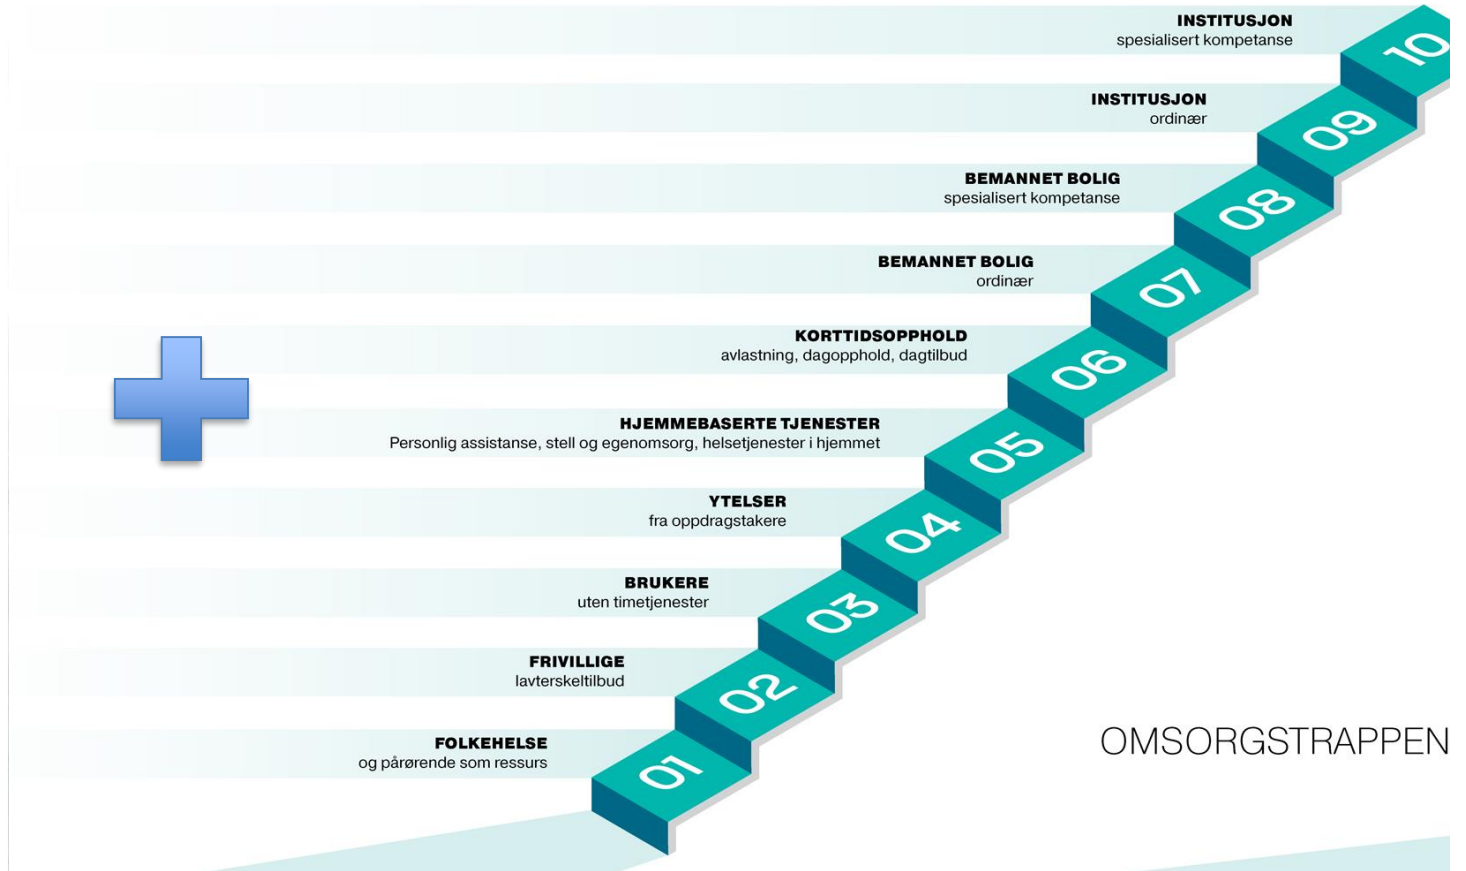 INSTITUSJON
spesialisert kompetanse
10
INSTITUSJON
ordinær
09
BEMANNET BOLIG
spesialisert kompetanse
08
BEMANNET BOLIG
ordinær
07
KORTTIDSOPPHOLD
avlastning, dagopphold, dagtilbud
06
HJEMMEBASERTE TJENESTER
Personlig assistanse, stell og egenomsorg, helsetjenester i hjemmet
05
YTELSER
fra oppdragstakere
04
BRUKERE
uten timetjenester
03
FRIVILLIGE
lavterskeltilbud
02
FOLKEHELSE
og pårørende som ressurs
01
OMSORGSTRAPPEN